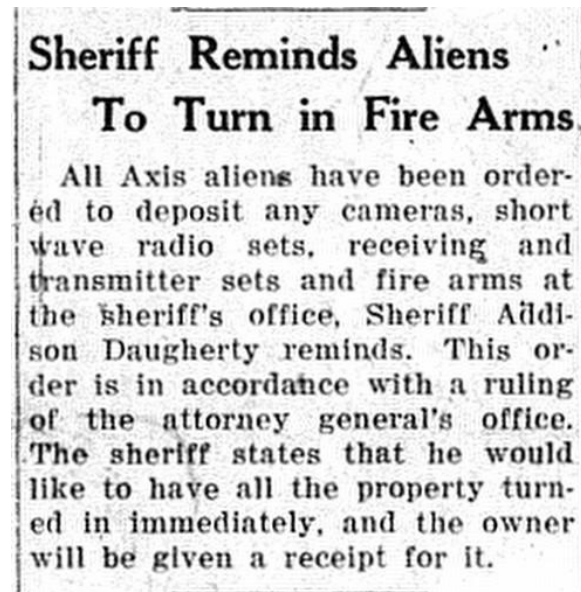 Sheriff Reminds Aliens
To Turn in Fire Arms
All Axis aliens have been order-
ed to deposit any cameras, short
wave radio sets, receiving and
transmitter sets and fire arms at
the sheriff's office, Sheriff Addi-
son Daugherty reminds. This or-
der is in accordance with a ruling
of the attorney general's office.
The sheriff states that he would
like to have all the property turn-
ed in immediately, and the owner
will be given a receipt for it.